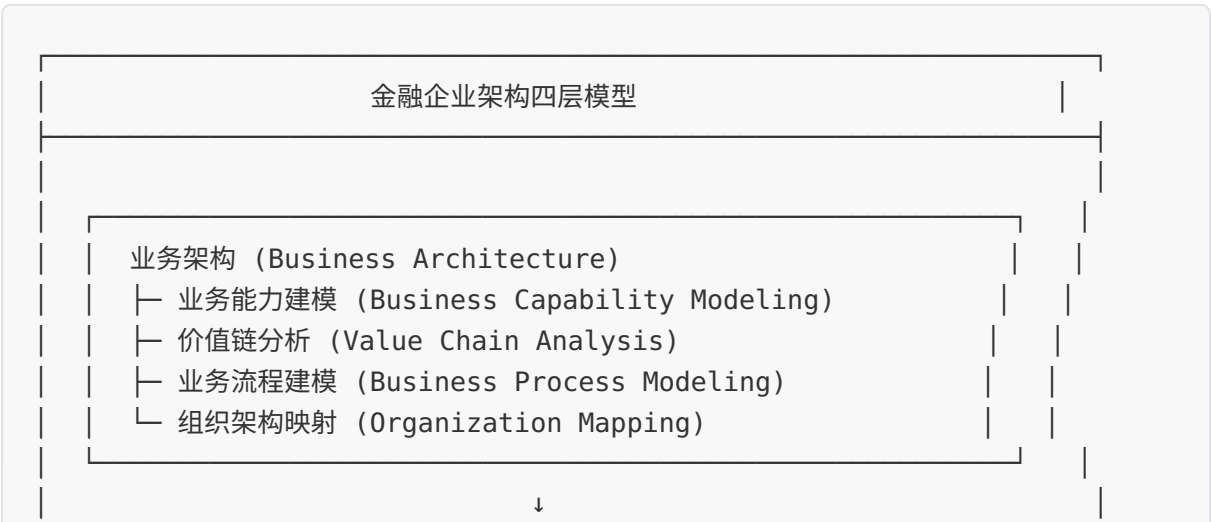 金融企业架构四层模型
业务架构 (Business Architecture)
├─ 业务能力建模 (Business Capability Modeling)
├─ 价值链分析 (Value Chain Analysis)
├─ 业务流程建模 (Business Process Modeling)
└─ 组织架构映射 (Organization Mapping)
↓